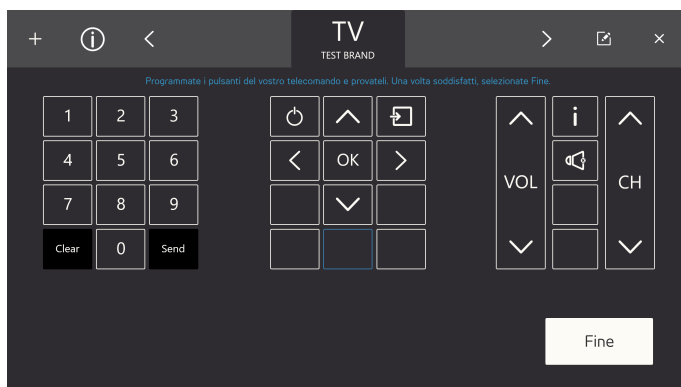 TV
TEST BRAND
Programmate i pulsanti del vostro telecomando e provateli. Una volta soddisfatti, selezionate Fine.
1 2 3
4 5 6 OK
7 8 9 VOL CH
Clear 0 Send
Fine